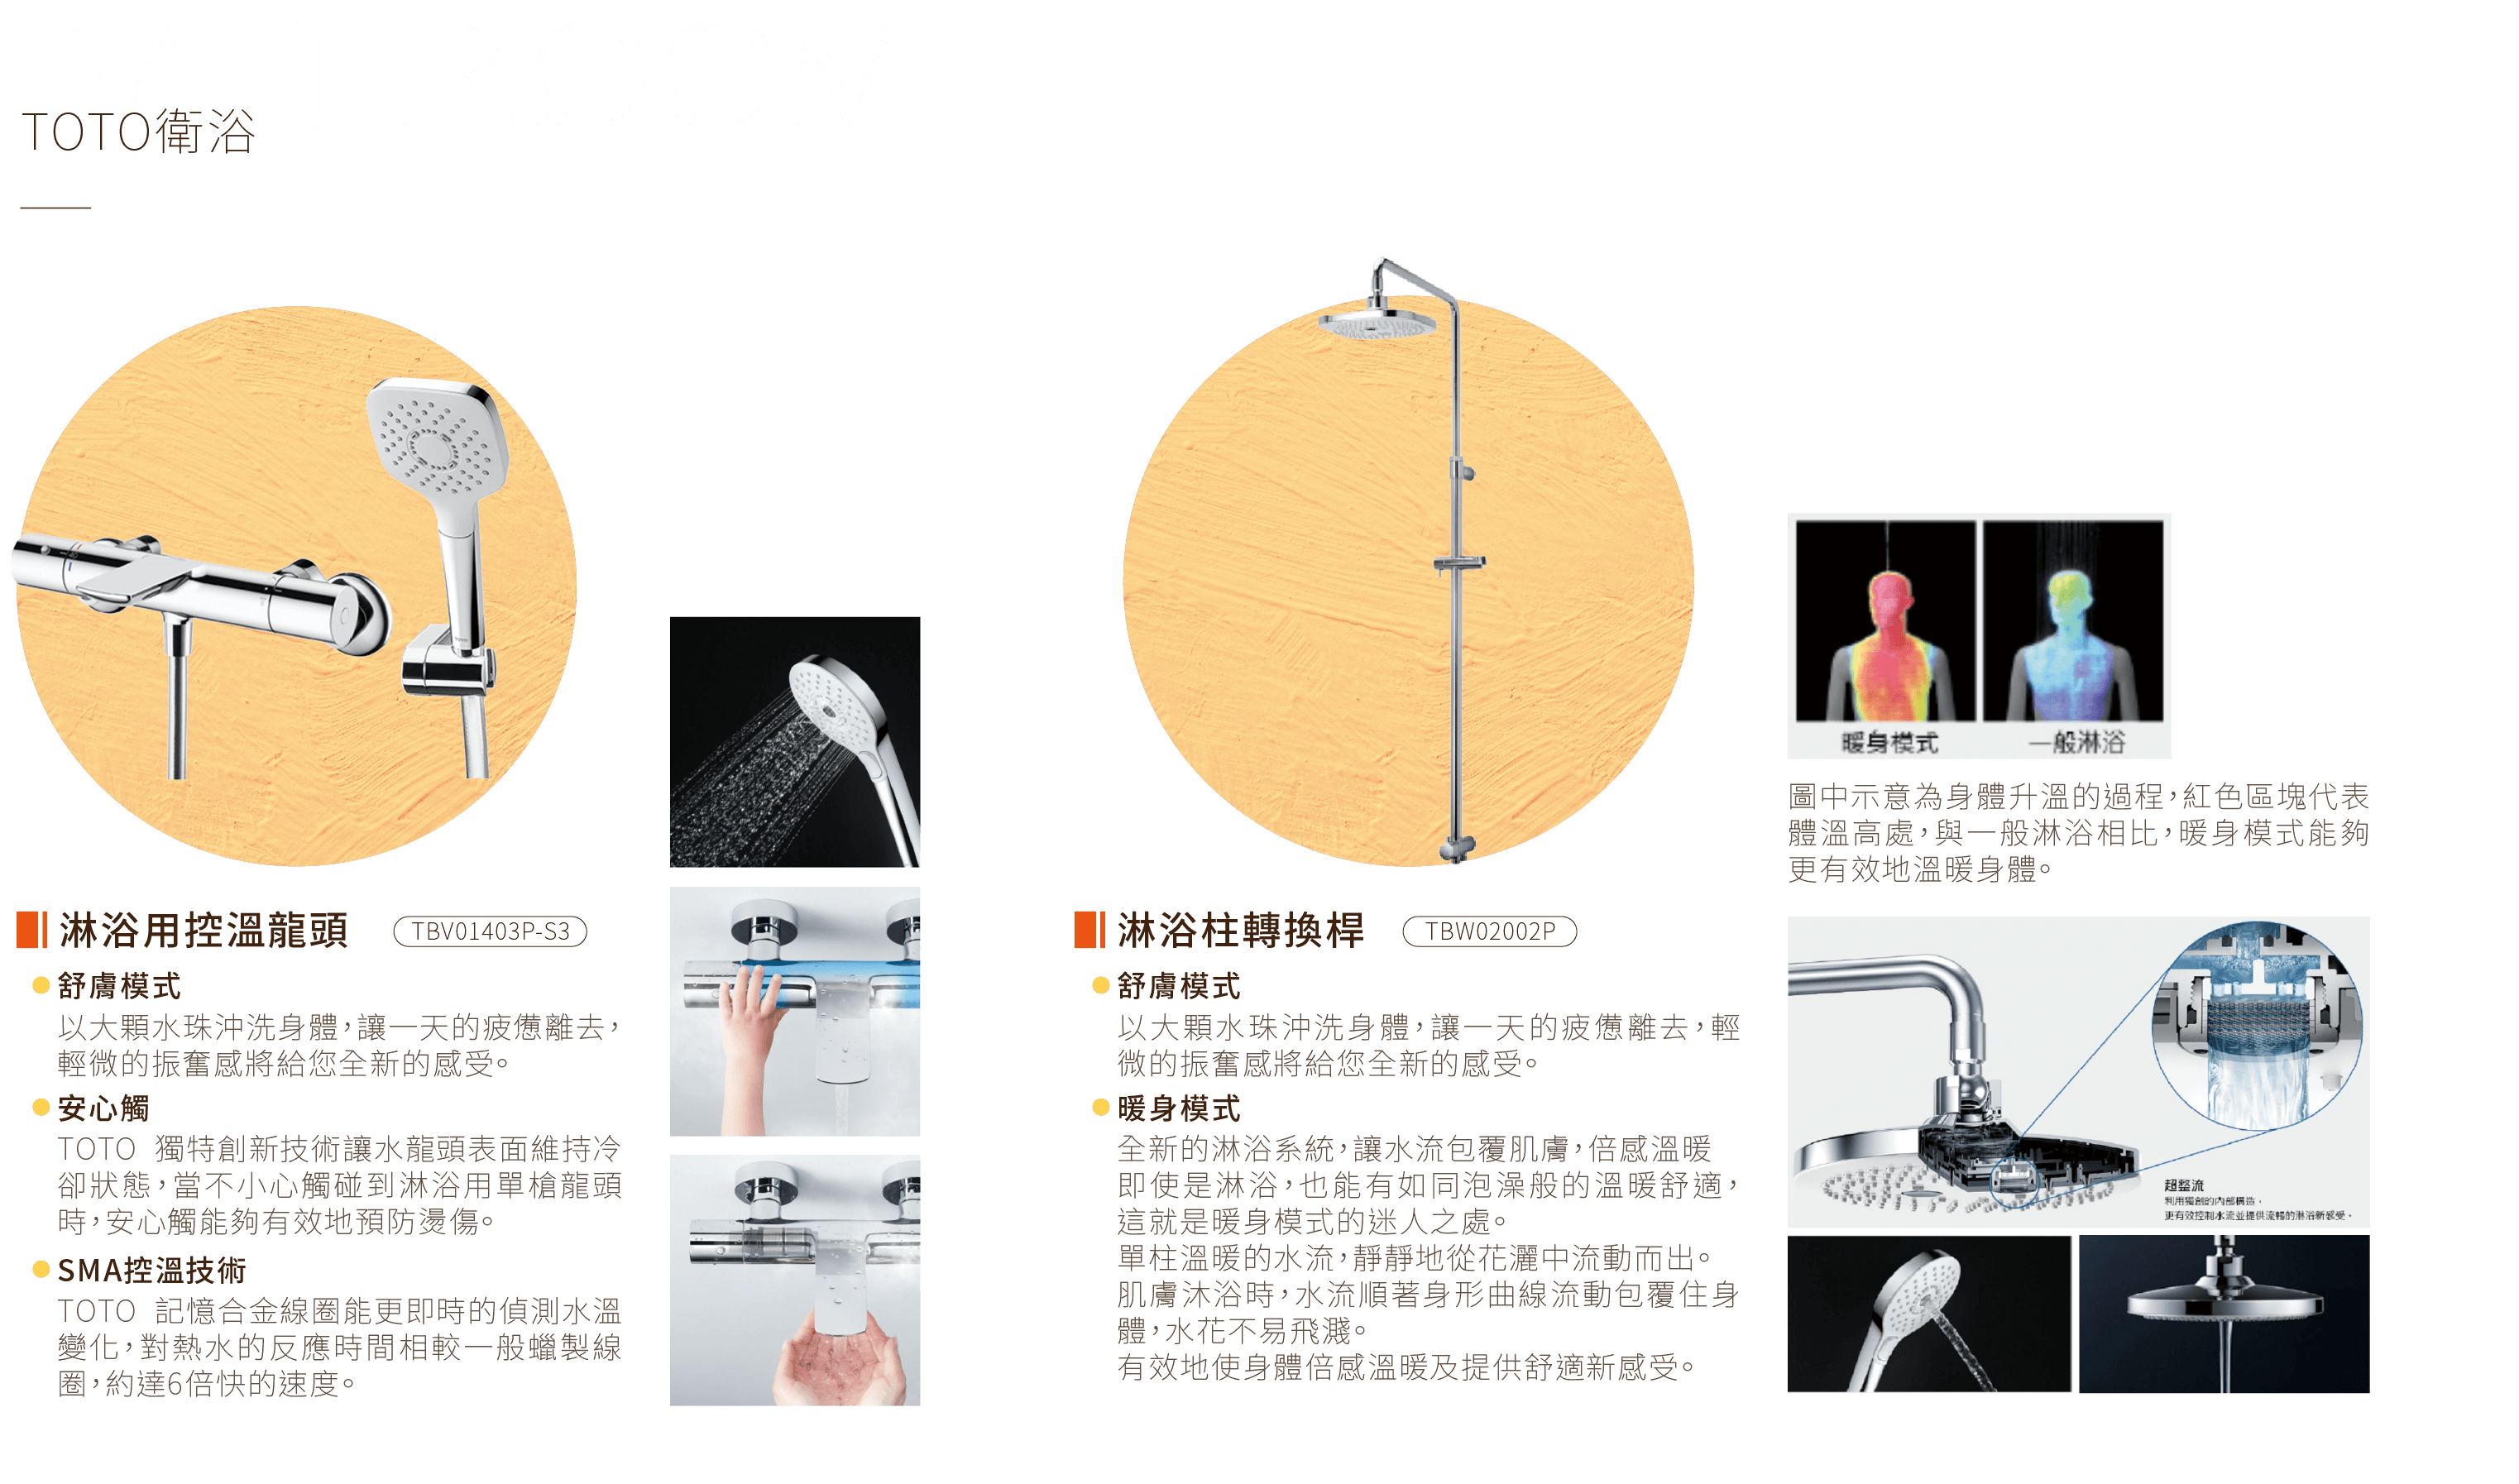 TOTO衛浴
淋浴用控溫龍頭 TBV01403P-S3
舒膚模式
以大顆水珠沖洗身體，讓一天的疲憊離去，
輕微的振奮感將給您全新的感受。
安心觸
TOTO 獨特創新技術讓水龍頭表面維持冷
卻狀態，當不小心觸碰到淋浴用單槍龍頭
時，安心觸能夠有效地預防燙傷。
SMA控溫技術
TOTO 記憶合金線圈能更即時的偵測水溫
變化，對熱水的反應時間相較一般蠟製線
圈，約達6倍快的速度。
淋浴柱轉換桿 TBW02002P
舒膚模式
以大顆水珠沖洗身體，讓一天的疲憊離去，輕
微的振奮感將給您全新的感受。
暖身模式
全新的淋浴系統，讓水流包覆肌膚，倍感溫暖
即使是淋浴，也能有如同泡澡般的溫暖舒適，
這就是暖身模式的迷人之處。
單柱溫暖的水流，靜靜地從花灑中流動而出。
肌膚沐浴時，水流順著身形曲線流動包覆住身
體，水花不易飛濺。
有效地使身體倍感溫暖及提供舒適新感受。
暖身模式 一般淋浴
圖中示意為身體升溫的過程，紅色區塊代表
體溫高處，與一般淋浴相比，暖身模式能夠
更有效地溫暖身體。
超整流
利用獨創的內部構造，
更有效控制水流並提供流暢的淋浴新感受。